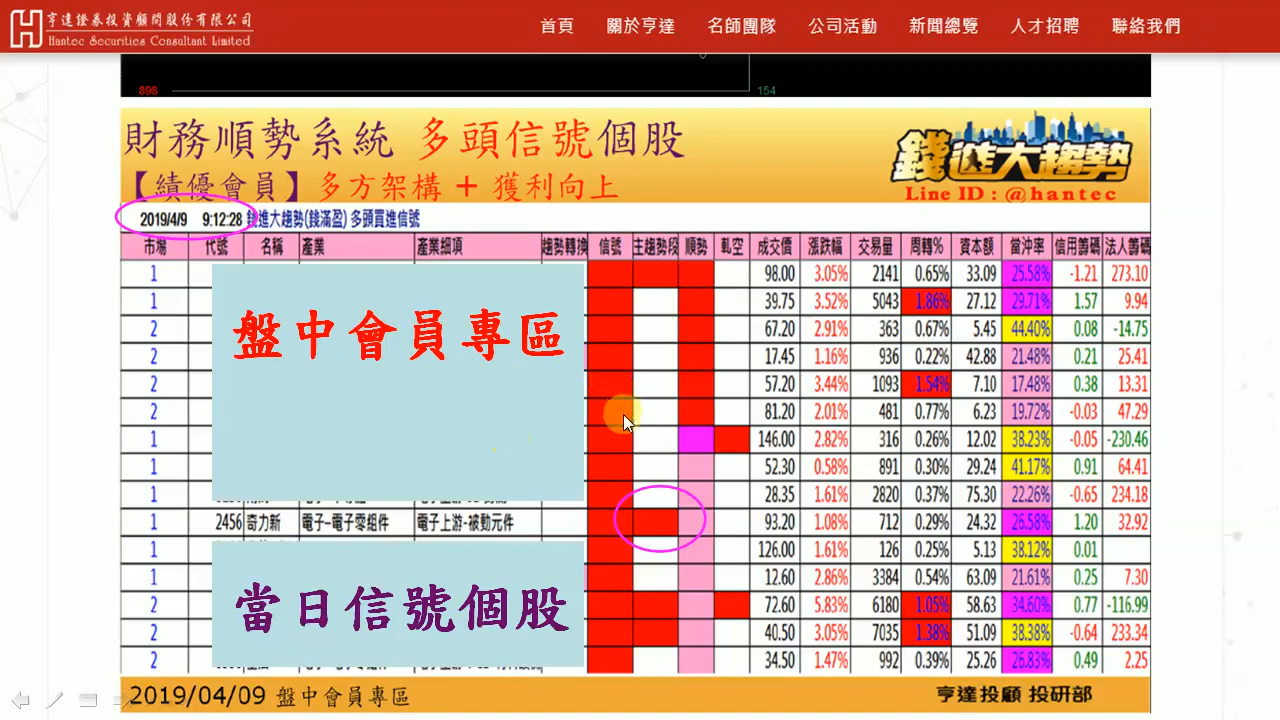 亨達證券投資顧問股份有限公司
Hantec Securities Consultant Limited
首頁 關於亨達 名師團隊 公司活動 新聞總覽 人才招聘 聯絡我們
898 154
財務順勢系統 多頭信號個股
【績優會員】多方架構 + 獲利向上
錢進大趨勢
Line ID : @hantec
2019/4/9 9:12:28 錢進大趨勢(錢滿盈) 多頭買進信號
市場 代號 名稱 產業 產業細項 趨勢轉換 信號 主趨勢段 順勢 軋空 成交價 漲跌幅 交易量 周轉% 資本額 當沖率 信用籌碼 法人籌碼
1 98.00 3.05% 2141 0.65% 33.09 25.58% -1.21 273.10
1 39.75 3.52% 5043 1.86% 27.12 29.71% 1.57 9.94
2 67.20 2.91% 363 0.67% 5.45 44.40% 0.08 -14.75
盤中會員專區
2 17.45 1.16% 936 0.22% 42.88 21.48% 0.21 25.41
2 57.20 3.44% 1093 1.54% 7.10 17.48% 0.38 13.31
2 81.20 2.01% 481 0.77% 6.23 19.72% -0.03 47.29
1 146.00 2.82% 316 0.26% 12.02 38.23% -0.05 -230.46
1 52.30 0.58% 891 0.30% 29.24 41.17% 0.91 64.41
1 28.35 1.61% 2820 0.37% 75.30 22.26% -0.65 234.18
1 2456 奇力新 電子–電子零組件 電子上游-被動元件 93.20 1.08% 712 0.29% 24.32 26.58% 1.20 32.92
1 126.00 1.61% 126 0.25% 5.13 38.12% 0.01
1 12.60 2.86% 3384 0.54% 63.09 21.61% 0.25 7.30
當日信號個股
2 72.60 5.83% 6180 1.05% 58.63 34.60% 0.77 -116.99
2 40.50 3.05% 7035 1.38% 51.09 38.38% -0.64 233.34
2 34.50 1.47% 992 0.39% 25.26 26.83% 0.49 2.25
2019/04/09 盤中會員專區 亨達投顧 投研部